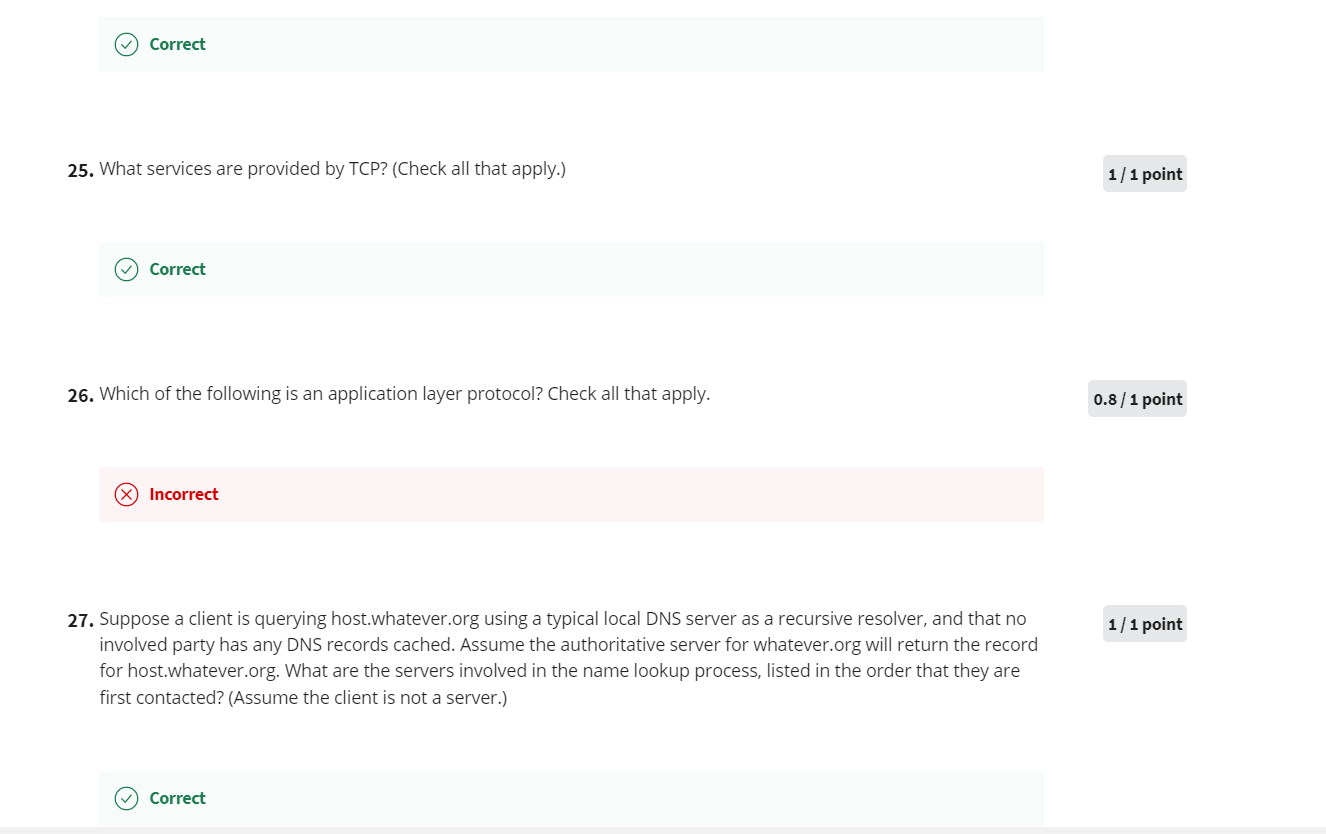 Correct
25. What services are provided by TCP? (Check all that apply.)
1 / 1 point
Correct
26. Which of the following is an application layer protocol? Check all that apply.
0.8 / 1 point
Incorrect
27. Suppose a client is querying host.whatever.org using a typical local DNS server as a recursive resolver, and that no
1 / 1 point
involved party has any DNS records cached. Assume the authoritative server for whatever.org will return the record
for host.whatever.org. What are the servers involved in the name lookup process, listed in the order that they are
first contacted? (Assume the client is not a server.)
Correct